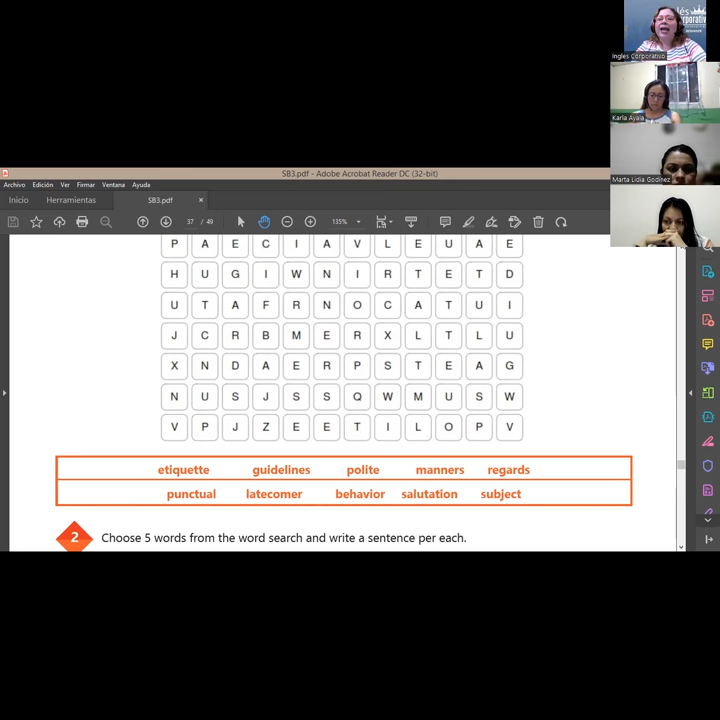 SB3.pdf - Adobe Acrobat Reader DC (32-bit)
Archivo Edición Ver Firmar Ventana Ayuda
Inicio Herramientas SB3.pdf ×
37 / 49 135%
P A E C I A V L E U A E
H U G I W N I R T E T D
U T A F R N O C A T U I
J C R B M E R X L T L U
X N D A E R P S T E A G
N U S J S S Q W M U S W
V P J Z E E T I L O P V
etiquette guidelines polite manners regards
punctual latecomer behavior salutation subject
2 Choose 5 words from the word search and write a sentence per each.
Ingles Corporativo
Karla Ayala
Marta Lidia Godinez